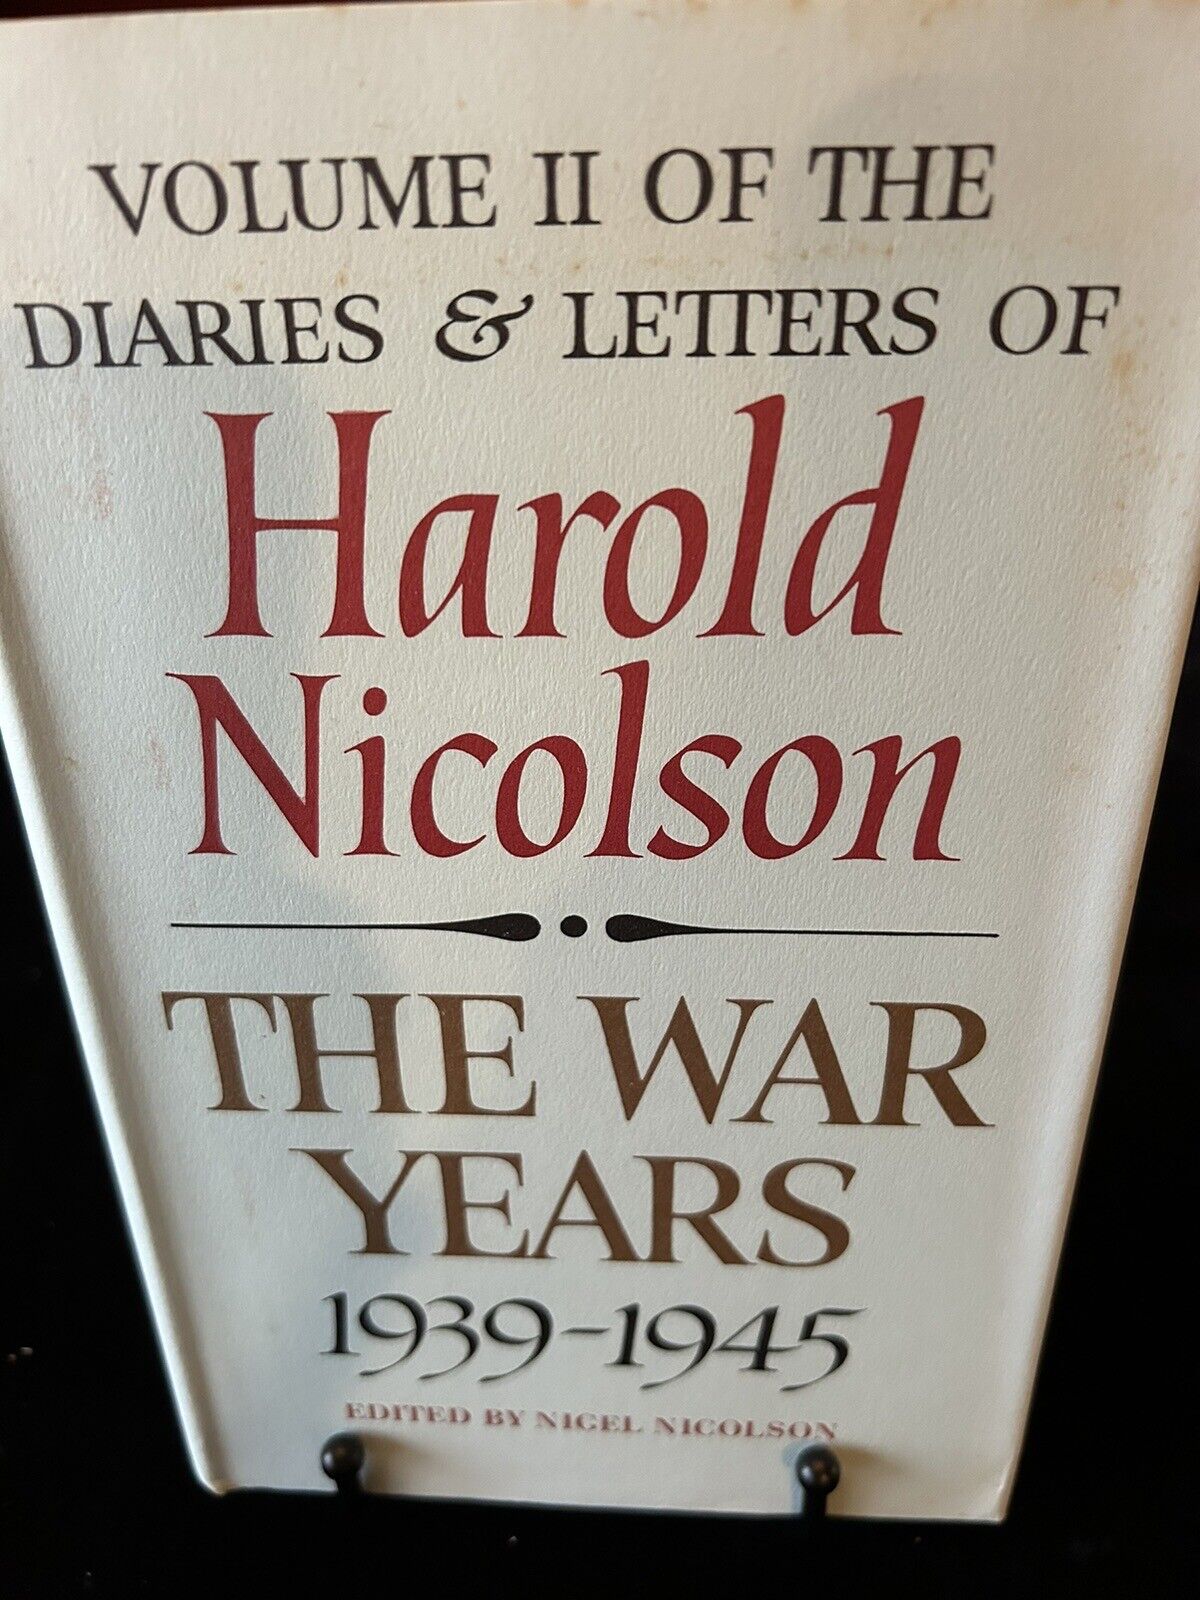 VOLUME II OF THE
DIARIES & LETTERS OF
Harold
Nicolson
THE WAR
YEARS
1939-1945
EDITED BY NIGEL NICOLSON